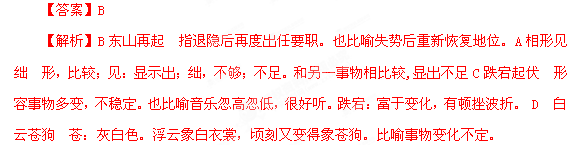 【答案】B
【解析】B 东山再起 指退隐后再度出任要职。也比喻失势后重新恢复地位。A 相形见
绌 形，比较；见：显示出；绌，不够；不足。和另一事物相比较,显出不足 C 跌宕起伏 形
容事物多变，不稳定。也比喻音乐忽高忽低，很好听。跌宕：富于变化，有顿挫波折。 D 白
云苍狗 苍：灰白色。浮云象白衣裳，顷刻又变得象苍狗。比喻事物变化不定。